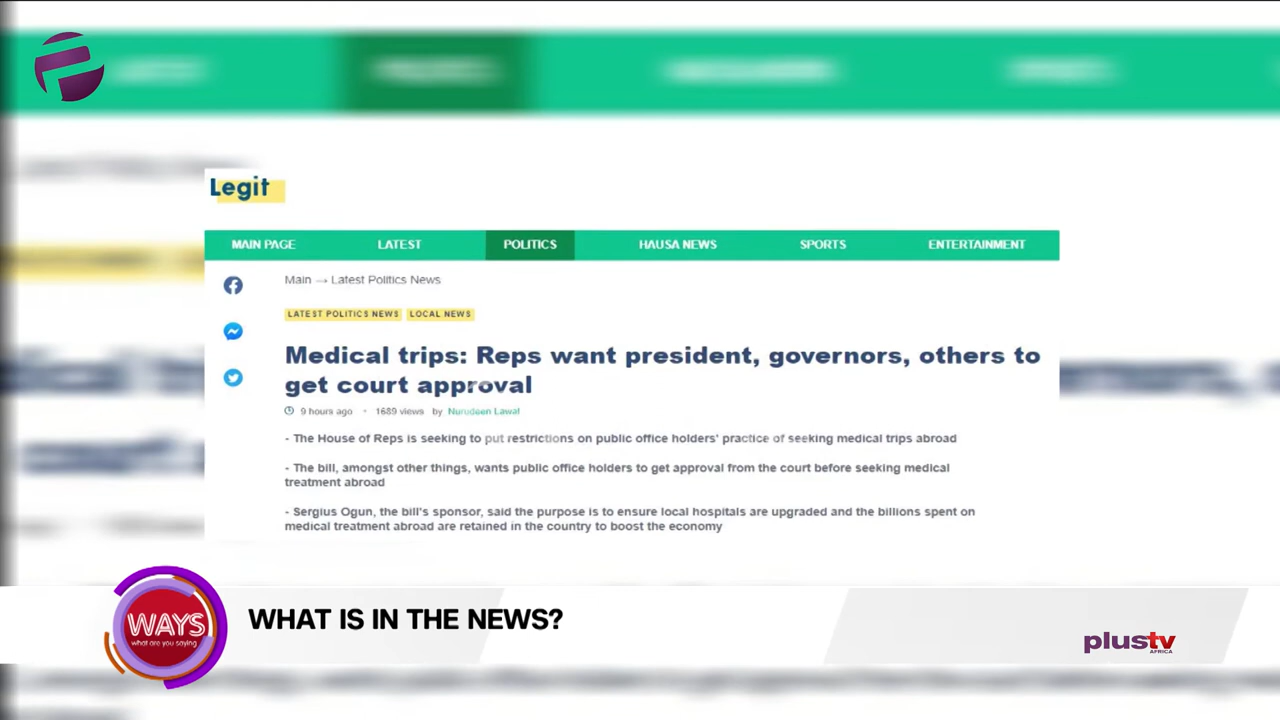 Legit
MAIN PAGE LATEST POLITICS HAUSA NEWS SPORTS ENTERTAINMENT
Main → Latest Politics News
LATEST POLITICS NEWS LOCAL NEWS
Medical trips: Reps want president, governors, others to
get court approval
9 hours ago • 1689 views by Nurudeen Lawal
- The House of Reps is seeking to put restrictions on public office holders' practice of seeking medical trips abroad
- The bill, amongst other things, wants public office holders to get approval from the court before seeking medical
treatment abroad
- Sergius Ogun, the bill's sponsor, said the purpose is to ensure local hospitals are upgraded and the billions spent on
medical treatment abroad are retained in the country to boost the economy
WAYS
what are you saying
WHAT IS IN THE NEWS?
plustv
AFRICA